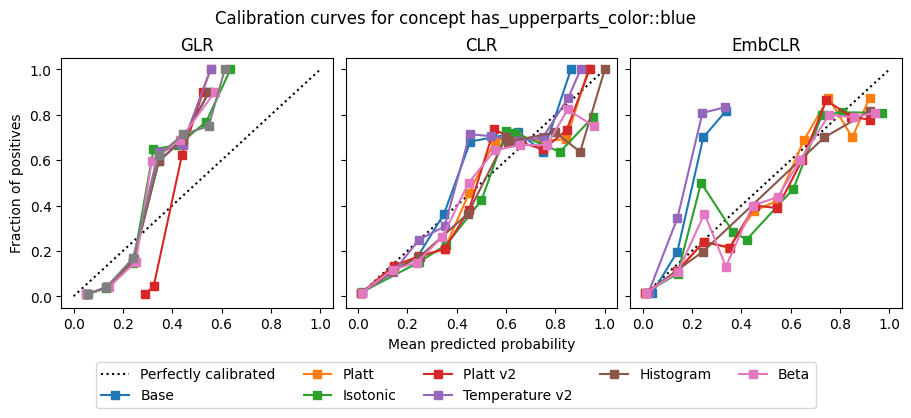 Calibration curves for concept has_upperparts_color::blue
GLR
CLR
EmbCLR
Fraction of positives
1.0
0.8
0.6
0.4
0.2
0.0
0.0 0.2 0.4 0.6 0.8 1.0
0.0 0.2 0.4 0.6 0.8 1.0
0.0 0.2 0.4 0.6 0.8 1.0
Mean predicted probability
Perfectly calibrated
Base
Platt
Isotonic
Platt v2
Temperature v2
Histogram
Beta